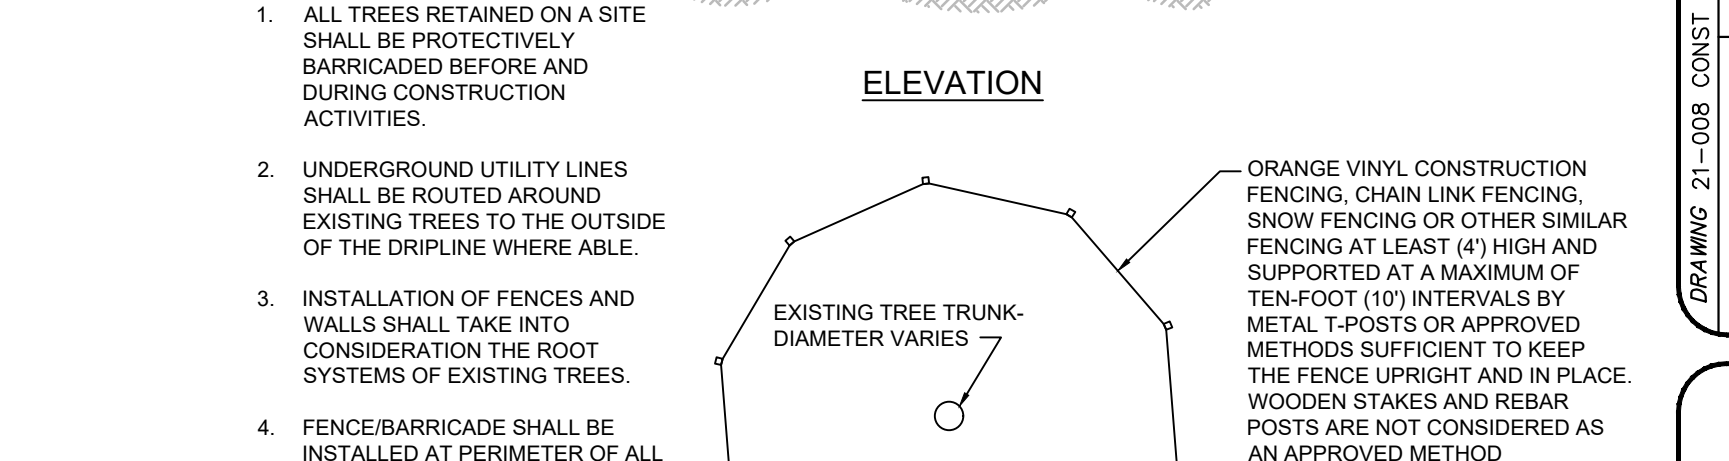 1. ALL TREES RETAINED ON A SITE
SHALL BE PROTECTIVELY
BARRICADED BEFORE AND
DURING CONSTRUCTION
ACTIVITIES.
2. UNDERGROUND UTILITY LINES
SHALL BE ROUTED AROUND
EXISTING TREES TO THE OUTSIDE
OF THE DRIPLINE WHERE ABLE.
3. INSTALLATION OF FENCES AND
WALLS SHALL TAKE INTO
CONSIDERATION THE ROOT
SYSTEMS OF EXISTING TREES.
4. FENCE/BARRICADE SHALL BE
INSTALLED AT PERIMETER OF ALL
ELEVATION
EXISTING TREE TRUNK-
DIAMETER VARIES
ORANGE VINYL CONSTRUCTION
FENCING, CHAIN LINK FENCING,
SNOW FENCING OR OTHER SIMILAR
FENCING AT LEAST (4') HIGH AND
SUPPORTED AT A MAXIMUM OF
TEN-FOOT (10') INTERVALS BY
METAL T-POSTS OR APPROVED
METHODS SUFFICIENT TO KEEP
THE FENCE UPRIGHT AND IN PLACE.
WOODEN STAKES AND REBAR
POSTS ARE NOT CONSIDERED AS
AN APPROVED METHOD
DRAWING 21-008 CONST